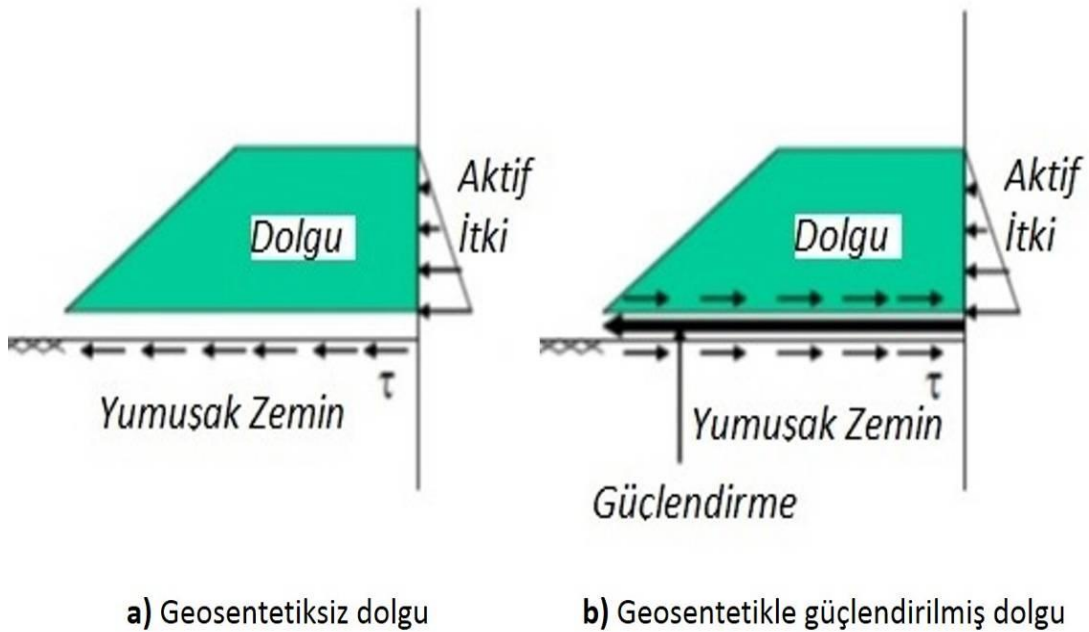 Aktif
İtki
Dolgu
τ
Yumuşak Zemin
Aktif
İtki
Dolgu
τ
Yumuşak Zemin
Güçlendirme
a) Geosentetiksiz dolgu
b) Geosentetikle güçlendirilmiş dolgu